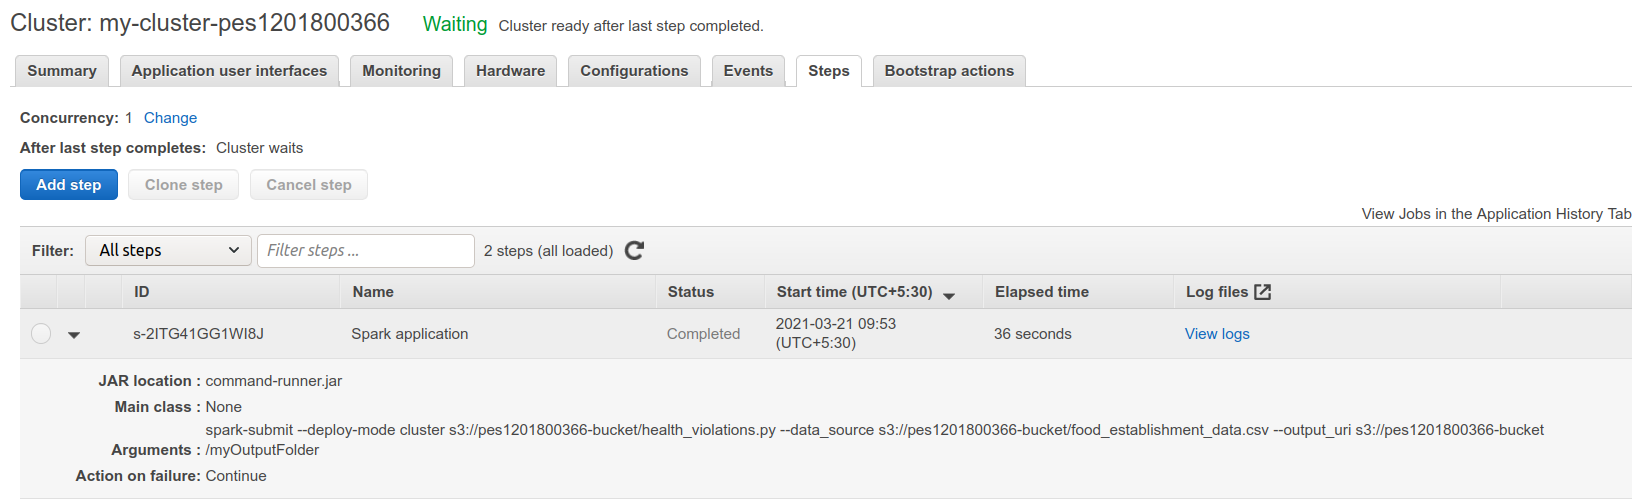 Cluster: my-cluster-pes1201800366 Waiting Cluster ready after last step completed.
Summary Application user interfaces Monitoring Hardware Configurations Events Steps Bootstrap actions
Concurrency: 1 Change
After last step completes: Cluster waits
Add step Clone step Cancel step
View Jobs in the Application History Tab
Filter: All steps Filter steps ... 2 steps (all loaded)
ID Name Status Start time (UTC+5:30) Elapsed time Log files
s-2ITG41GG1WI8J Spark application Completed 2021-03-21 09:53 36 seconds View logs
(UTC+5:30)
JAR location : command-runner.jar
Main class : None
spark-submit --deploy-mode cluster s3://pes1201800366-bucket/health_violations.py --data_source s3://pes1201800366-bucket/food_establishment_data.csv --output_uri s3://pes1201800366-bucket
Arguments : /myOutputFolder
Action on failure: Continue